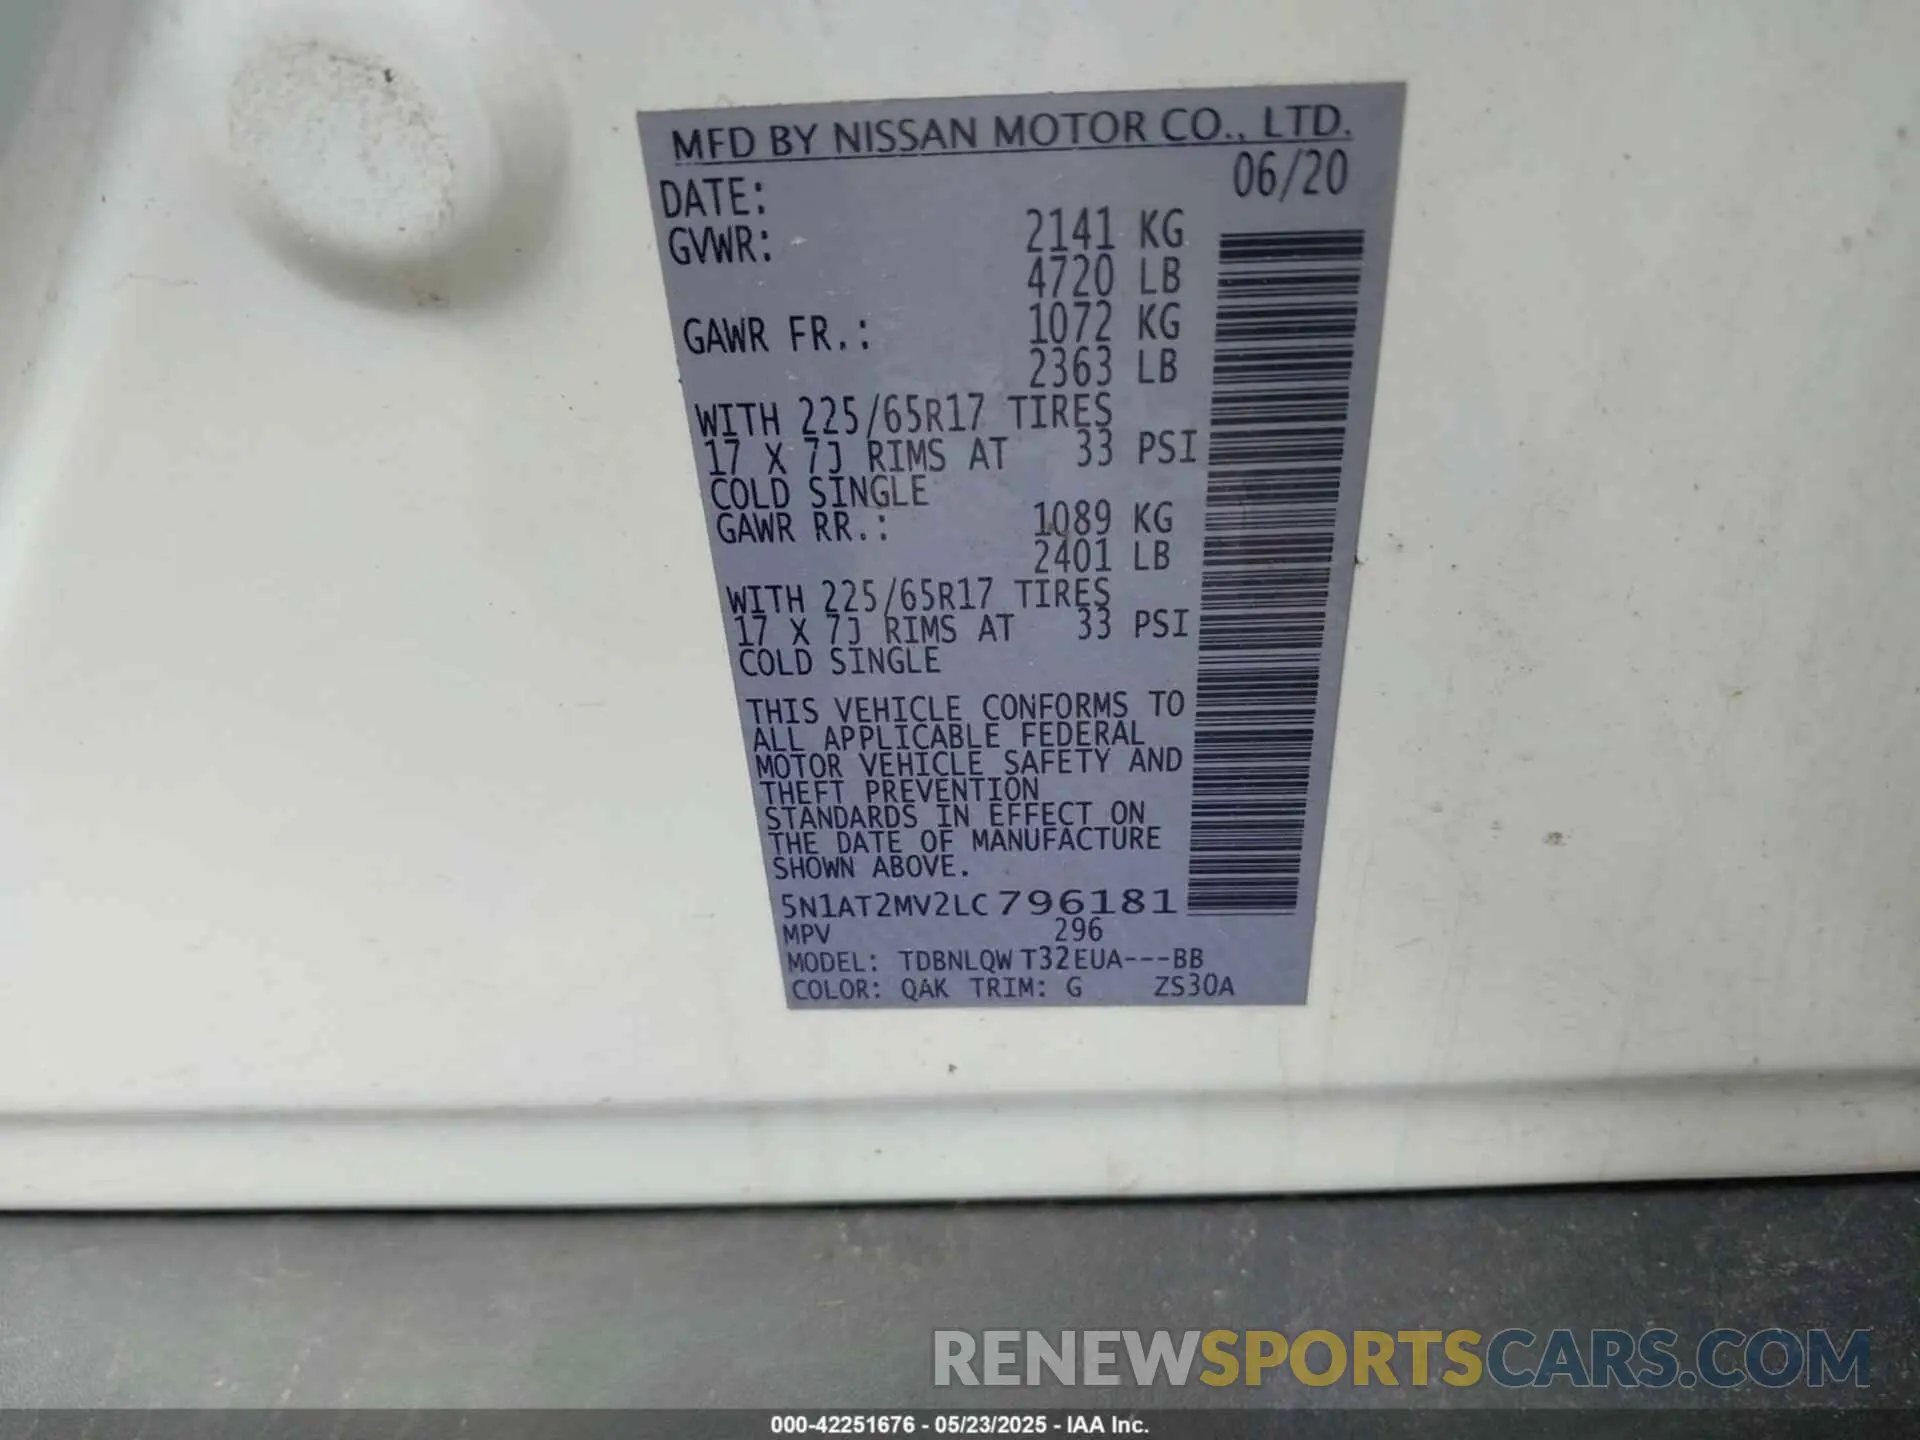 MFD BY NISSAN MOTOR CO., LTD.
DATE: 06/20
GVWR: 2141 KG
4720 LB
GAWR FR.: 1072 KG
2363 LB
WITH 225/65R17 TIRES
17 X 7J RIMS AT 33 PSI
COLD SINGLE
GAWR RR.: 1089 KG
2401 LB
WITH 225/65R17 TIRES
17 X 7J RIMS AT 33 PSI
COLD SINGLE
THIS VEHICLE CONFORMS TO
ALL APPLICABLE FEDERAL
MOTOR VEHICLE SAFETY AND
THEFT PREVENTION
STANDARDS IN EFFECT ON
THE DATE OF MANUFACTURE
SHOWN ABOVE.
5N1AT2MV2LC796181
MPV 296
MODEL: TDBNLQW T32EUA---BB
COLOR: QAK TRIM: G ZS30A
RENEWSPORTSCARS.COM
000-42251676 - 05/23/2025 - IAA Inc.